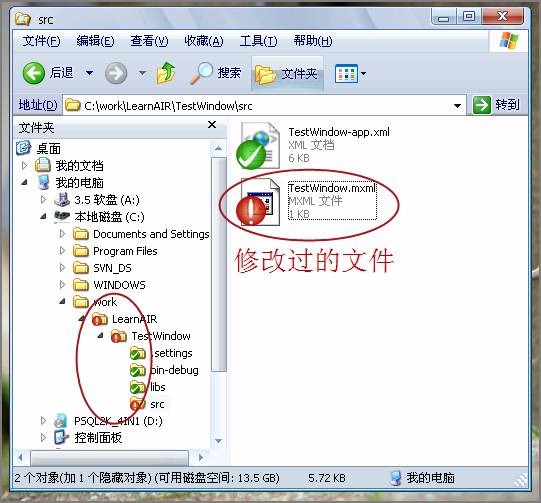 src
文件(F) 编辑(E) 查看(V) 收藏(A) 工具(T) 帮助(H)
后退 搜索 文件夹
地址(D) C:\work\LearnAIR\TestWindow\src 转到
文件夹
桌面
我的文档
我的电脑
3.5 软盘 (A:)
本地磁盘 (C:)
Documents and Settings
Program Files
SVN_DS
WINDOWS
work
LearnAIR
TestWindow
.settings
bin-debug
libs
src
PSQL2K_4IN1 (D:)
控制面板
TestWindow-app.xml
XML 文档
6 KB
TestWindow.mxml
MXML 文件
1 KB
修改过的文件
2 个对象(加 1 个隐藏对象) (可用磁盘空间: 13.5 GB) 5.72 KB 我的电脑